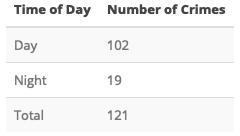 Time of Day Number of Crimes
Day 102
Night 19
Total 121